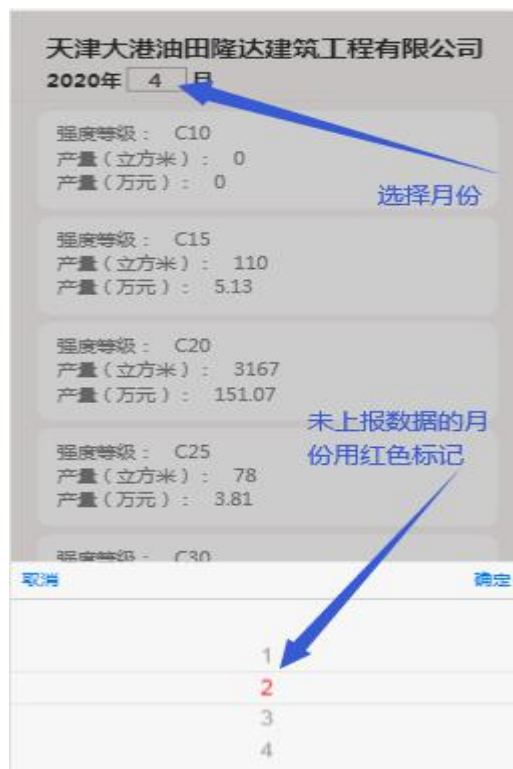 天津大港油田隆达建筑工程有限公司
2020年 4 月
强度等级： C10
产量（立方米）： 0
产量（万元）： 0
选择月份
强度等级： C15
产量（立方米）： 110
产量（万元）： 5.13
强度等级： C20
产量（立方米）： 3167
产量（万元）： 151.07
未上报数据的月
份用红色标记
强度等级： C25
产量（立方米）： 78
产量（万元）： 3.81
强度等级： C30
取消
确定
1
2
3
4